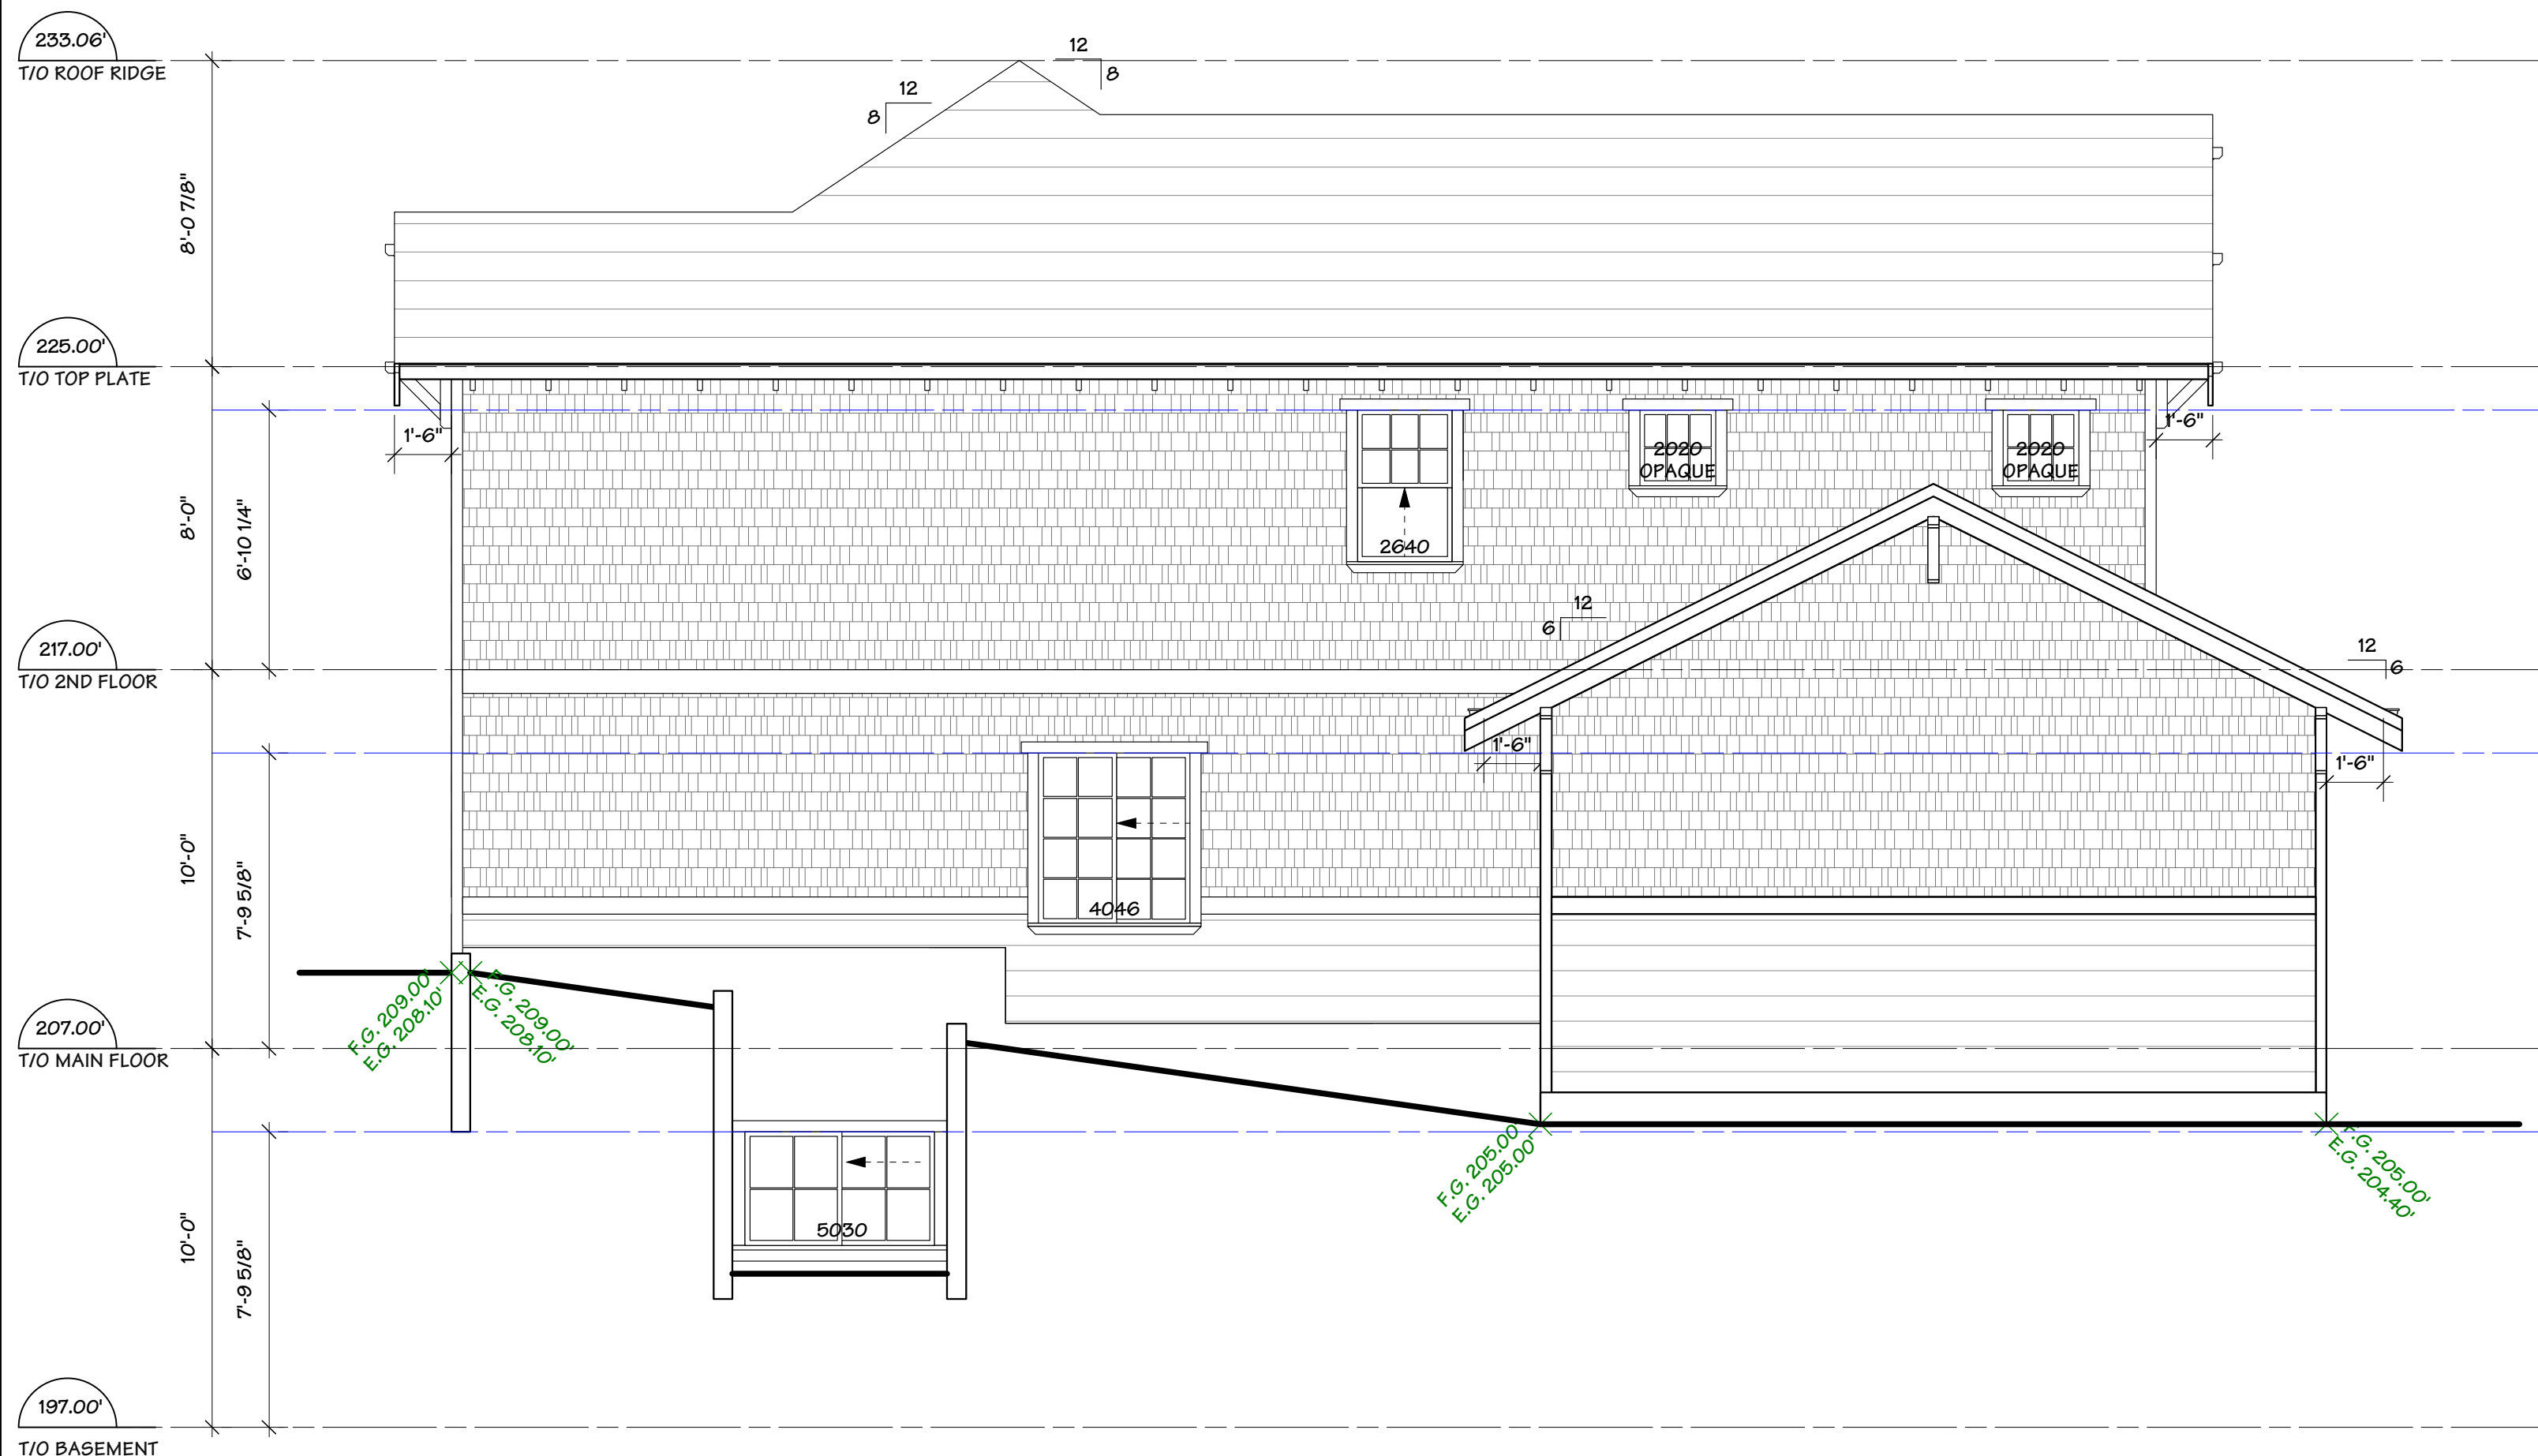 233.06'
T/O ROOF RIDGE
12
8
12
8
8'-0 7/8"
225.00'
T/O TOP PLATE
1'-6"
1'-6"
2020
OPAQUE
2020
OPAQUE
8'-0"
6'-10 1/4"
2640
12
6
217.00'
T/O 2ND FLOOR
12
6
1'-6"
1'-6"
10'-0"
7'-9 5/8"
4046
F.G. 209.00'
E.G. 208.10'
F.G. 209.00'
E.G. 208.10'
207.00'
T/O MAIN FLOOR
F.G. 205.00'
E.G. 205.00'
F.G. 205.00'
E.G. 204.40'
5030
10'-0"
7'-9 5/8"
197.00'
T/O BASEMENT